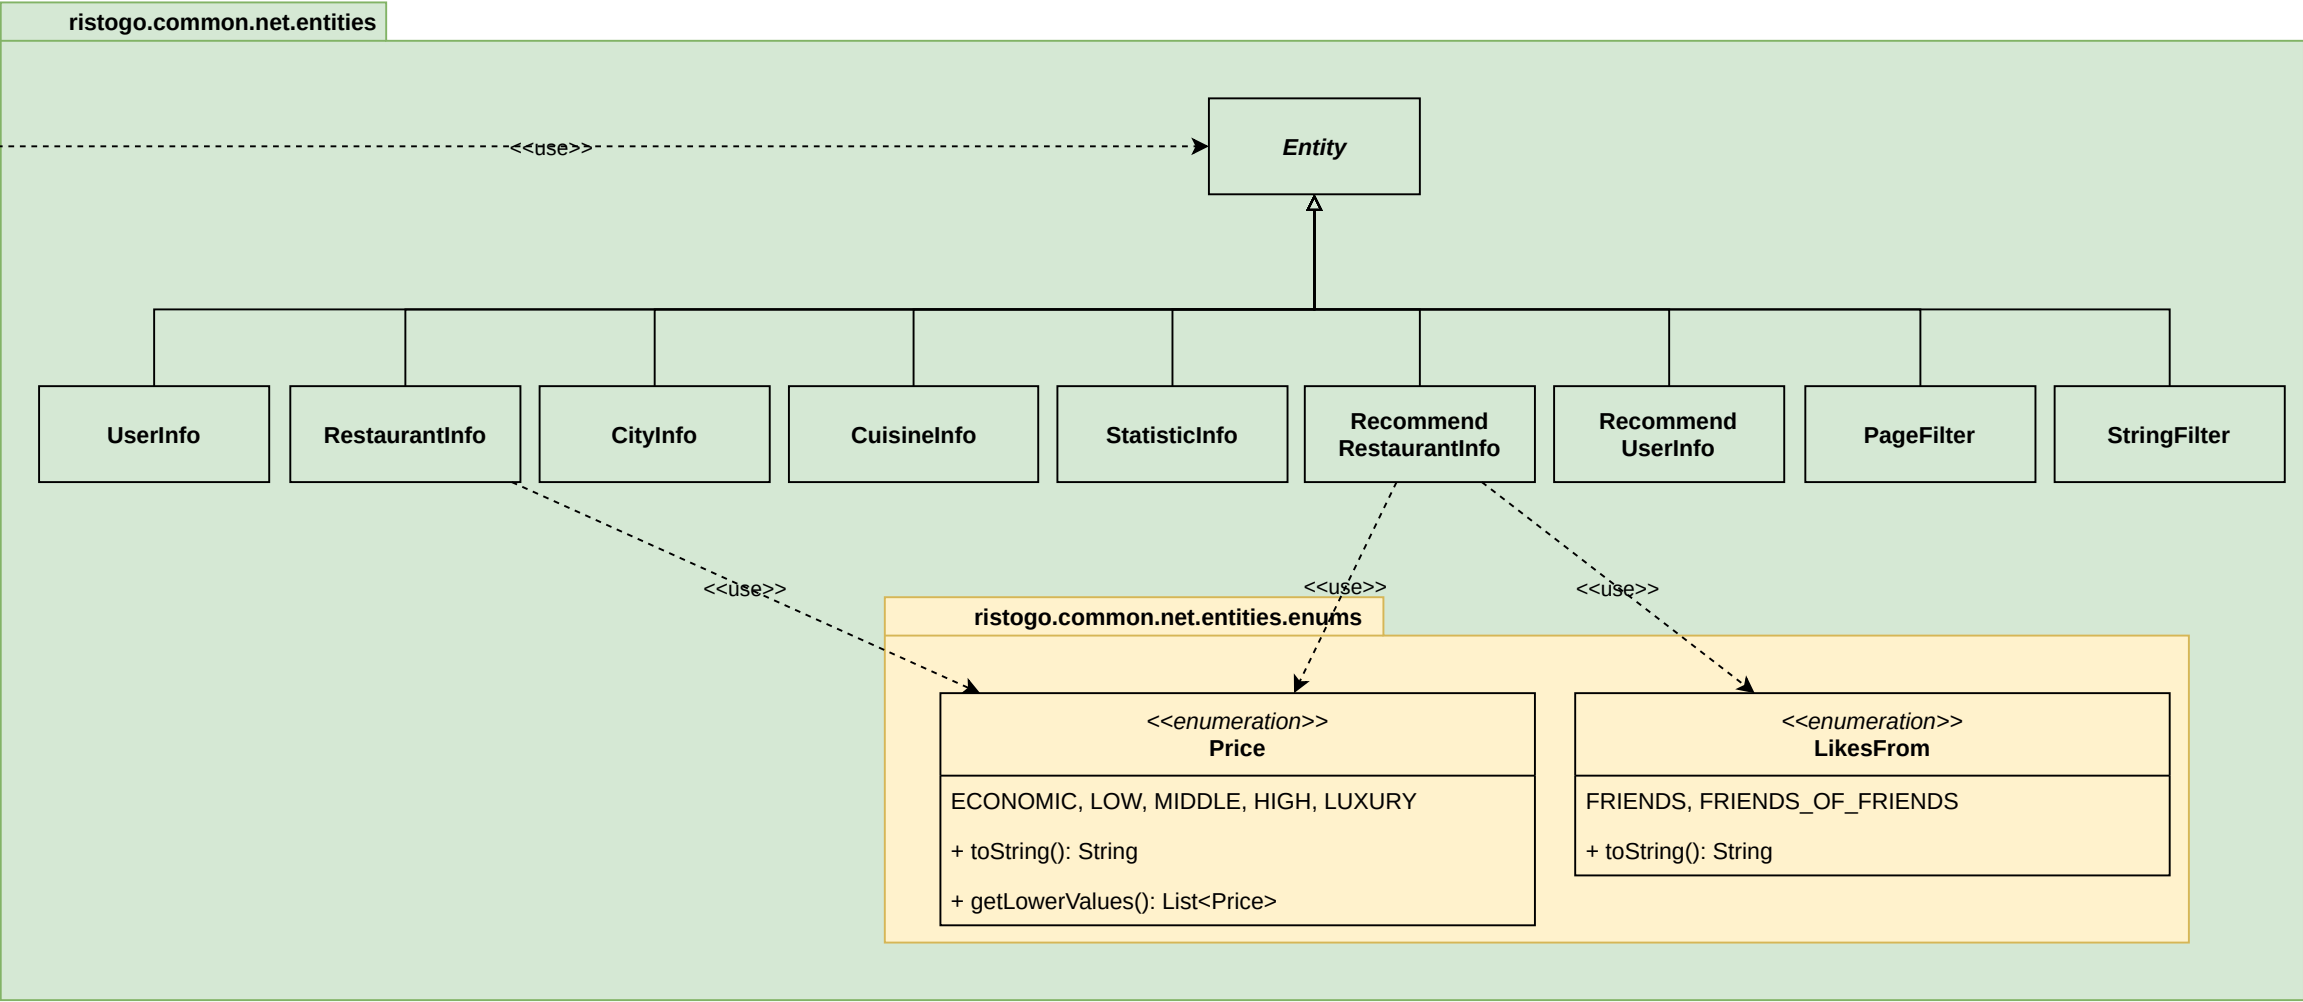 ristogo.common.net.entities
<<use>>
Entity
UserInfo
RestaurantInfo
CityInfo
CuisineInfo
StatisticInfo
Recommend
RestaurantInfo
Recommend
UserInfo
PageFilter
StringFilter
<<use>>
<<use>>
<<use>>
ristogo.common.net.entities.enums
<<enumeration>>
Price
ECONOMIC, LOW, MIDDLE, HIGH, LUXURY
+ toString(): String
+ getLowerValues(): List<Price>
<<enumeration>>
LikesFrom
FRIENDS, FRIENDS_OF_FRIENDS
+ toString(): String